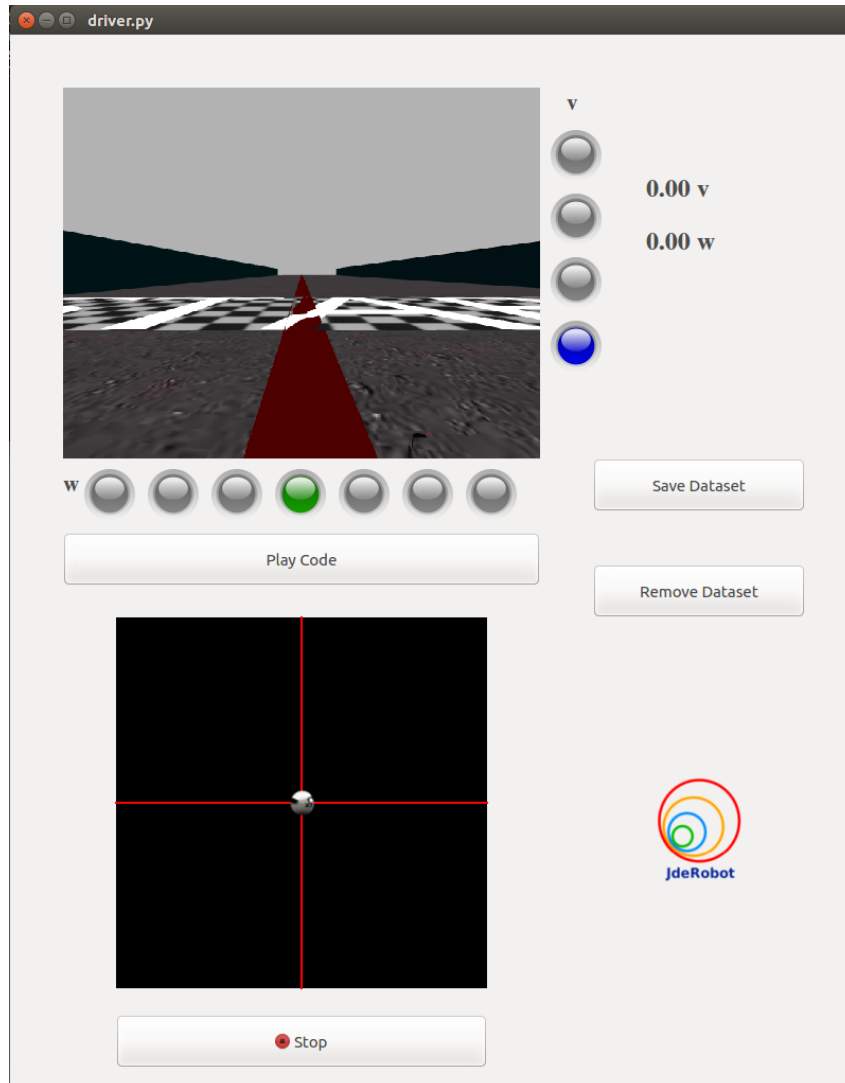 driver.py
v
0.00 v
0.00 w
w
Save Dataset
Play Code
Remove Dataset
JdeRobot
Stop